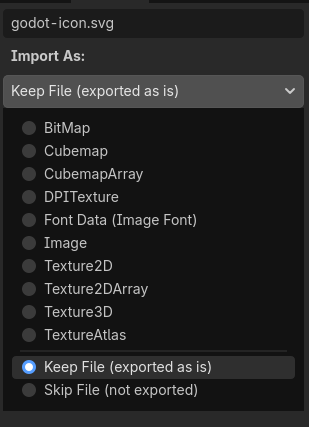 godot-icon.svg
Import As:
Keep File (exported as is)
BitMap
Cubemap
CubemapArray
DPITexture
Font Data (Image Font)
Image
Texture2D
Texture2DArray
Texture3D
TextureAtlas
Keep File (exported as is)
Skip File (not exported)